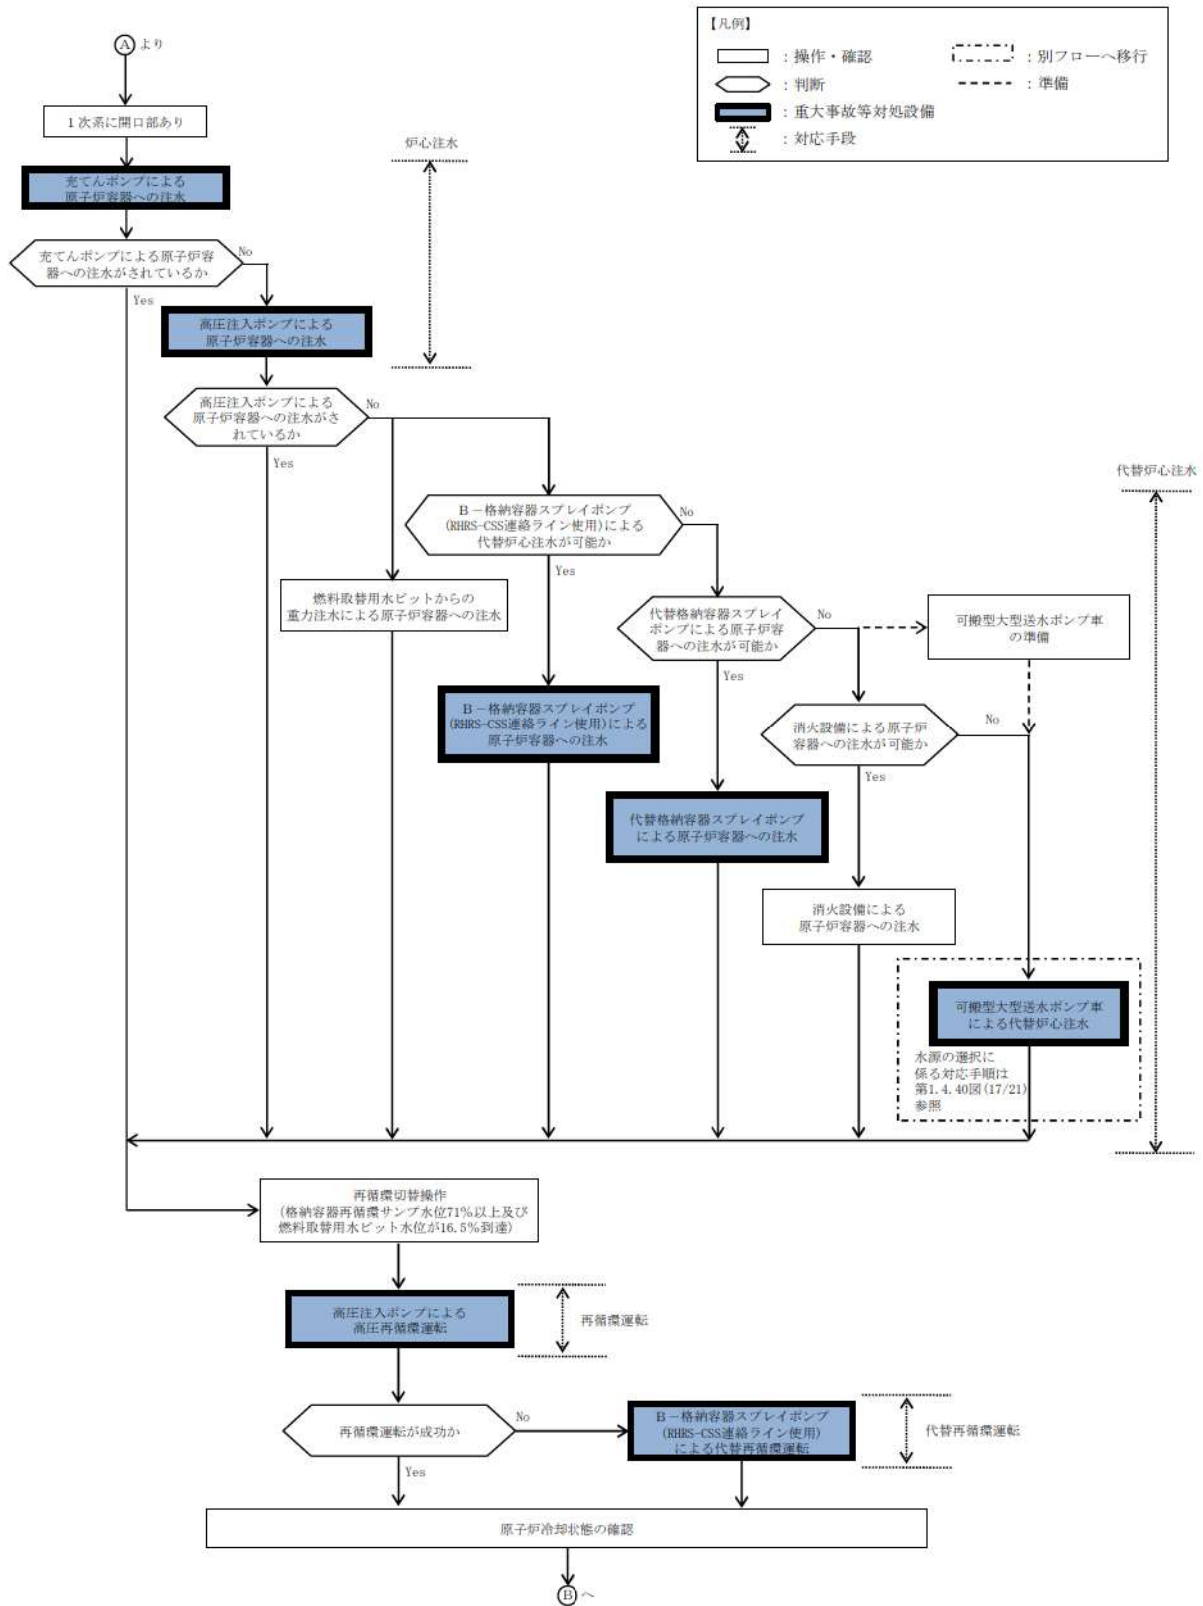 【凡例】
：操作・確認
：別フローへ移行
：判断
：準備
：重大事故等対処設備
：対応手段
Ⓐより
1次系に開口部あり
炉心注水
充てんポンプによる
原子炉容器への注水
充てんポンプによる原子炉容
器への注水がされているか
No
Yes
高圧注入ポンプによる
原子炉容器への注水
高圧注入ポンプによる
原子炉容器への注水がさ
れているか
No
Yes
代替炉心注水
B－格納容器スプレイポンプ
(RHRS-CSS連絡ライン使用)による
代替炉心注水が可能か
No
Yes
燃料取替用水ピットからの
重力注水による原子炉容器への注水
代替格納容器スプレイ
ポンプによる原子炉容
器への注水が可能か
No
Yes
可搬型大型送水ポンプ車
の準備
B－格納容器スプレイポンプ
(RHRS-CSS連絡ライン使用)による
原子炉容器への注水
消火設備による原子炉
容器への注水が可能か
No
Yes
代替格納容器スプレイポンプ
による原子炉容器への注水
消火設備による
原子炉容器への注水
可搬型大型送水ポンプ車
による代替炉心注水
水源の選択に
係る対応手順は
第1.4.40図(17/21)
参照
再循環切替操作
(格納容器再循環サンプ水位71%以上及び
燃料取替用水ピット水位が16.5%到達)
高圧注入ポンプによる
高圧再循環運転
再循環運転
再循環運転が成功か
No
Yes
B－格納容器スプレイポンプ
(RHRS-CSS連絡ライン使用)
による代替再循環運転
代替再循環運転
原子炉冷却状態の確認
Ⓑへ